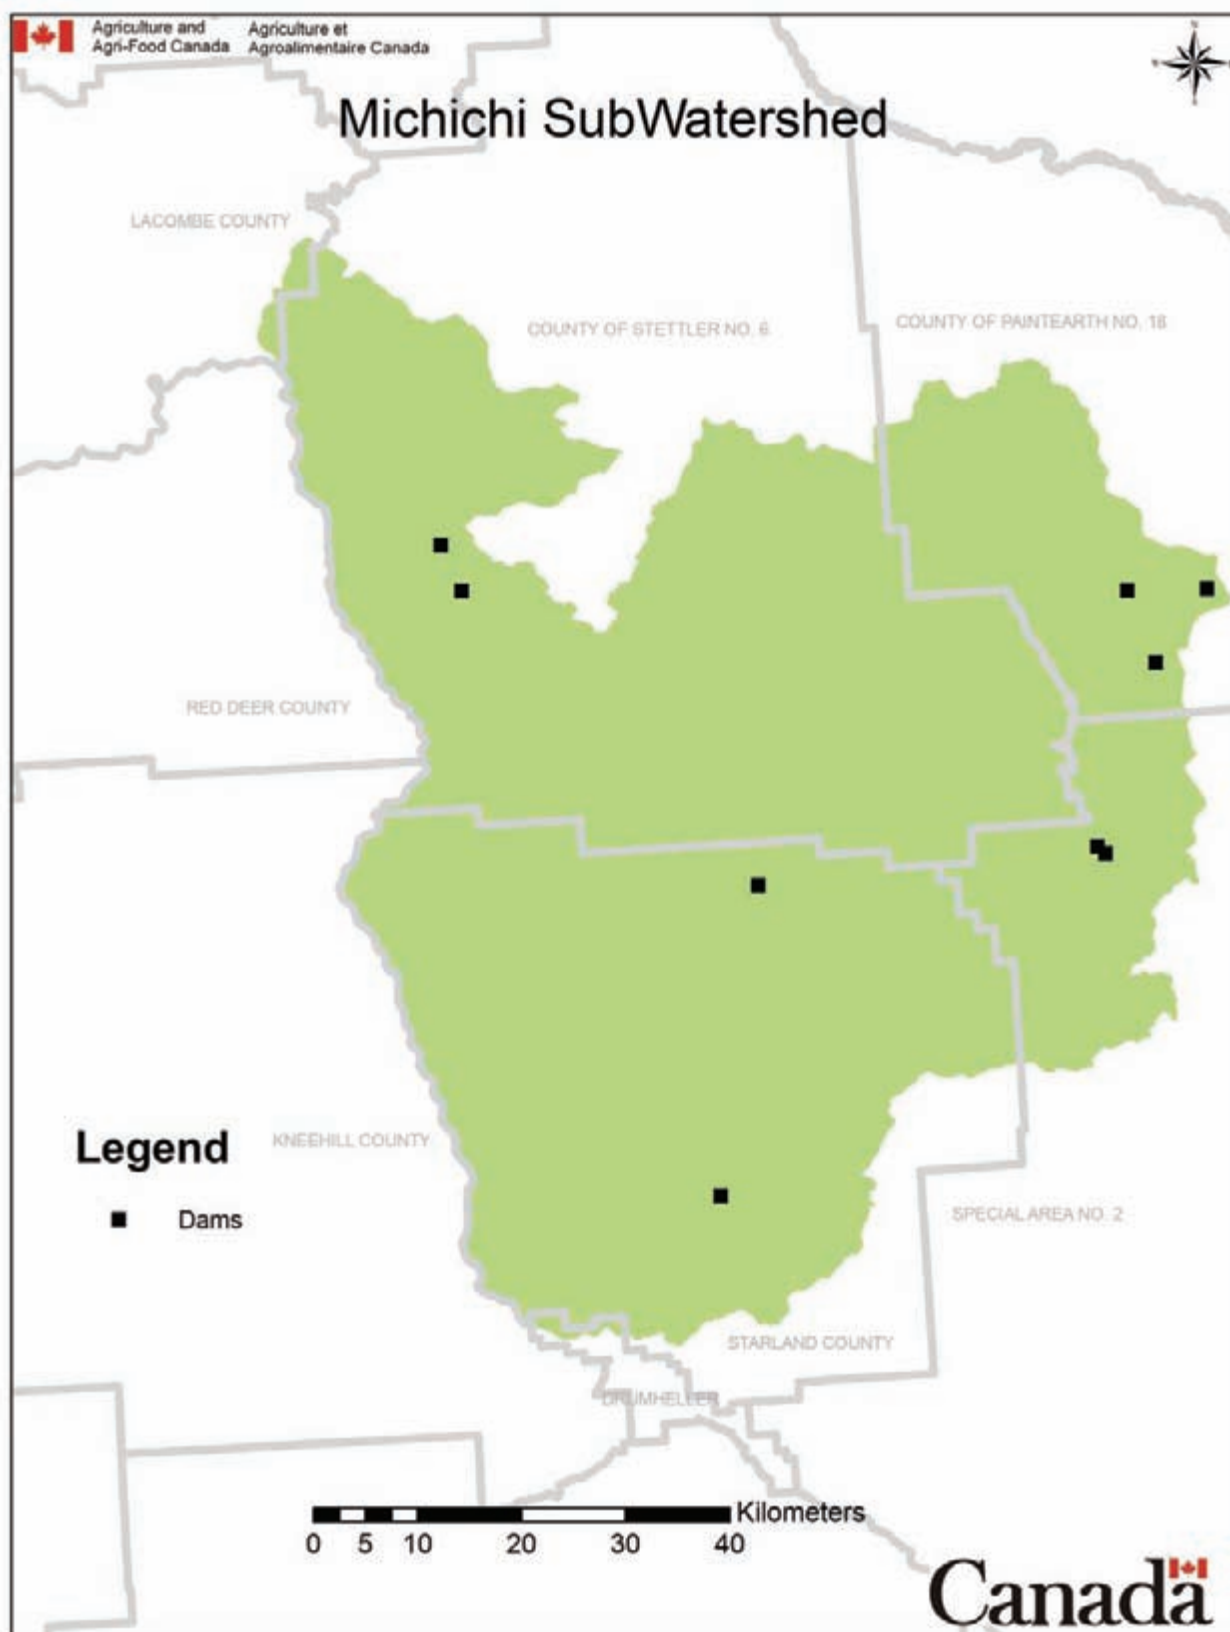 Agriculture and Agriculture et
Agri-Food Canada Agroalimentaire Canada
Michichi SubWatershed
LACOMBE COUNTY
COUNTY OF STETTLER NO. 6
COUNTY OF PAINTEARTH NO. 18
RED DEER COUNTY
Legend
KNEEHILL COUNTY
Dams
SPECIAL AREA NO. 2
STARLAND COUNTY
DRUMHELLER
Kilometers
0 5 10 20 30 40
Canada